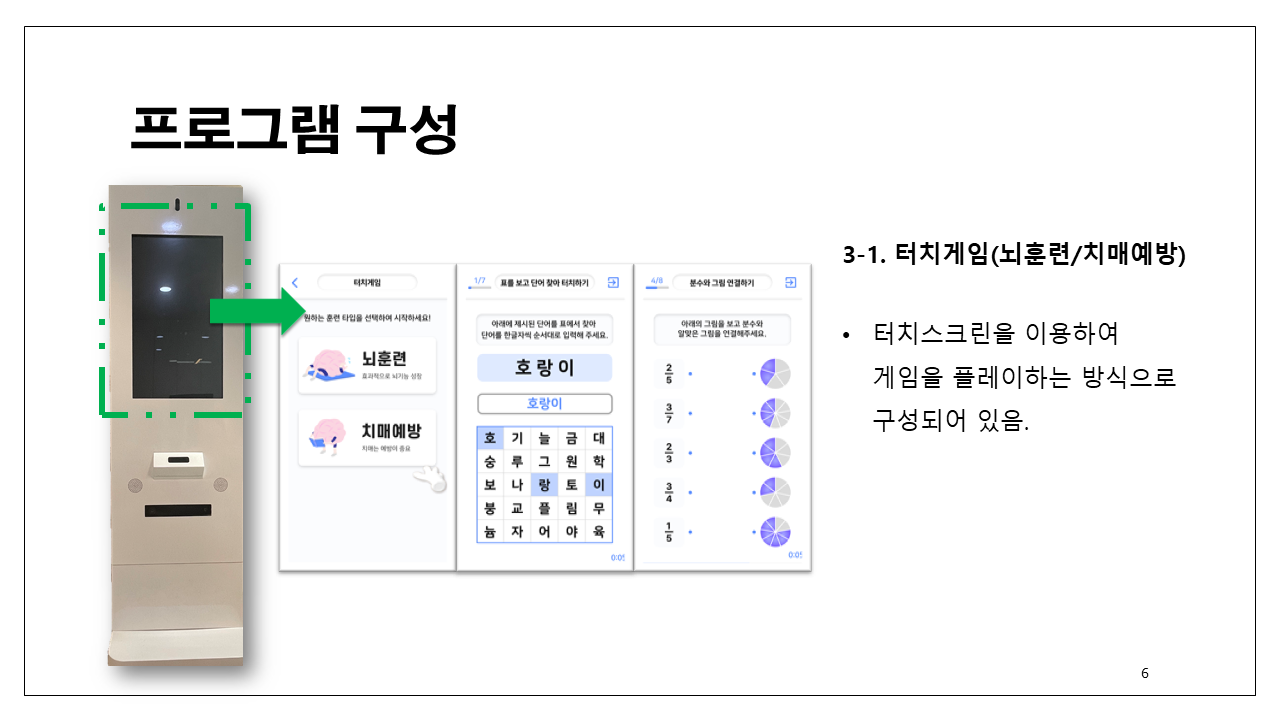 프로그램 구성
터치게임
원하는 훈련 타입을 선택하여 시작하세요!
뇌훈련
효과적으로 뇌기능 성장
치매예방
치매는 예방이 중요
1/7
표를 보고 단어 찾아 터치하기
아래에 제시된 단어를 표에서 찾아
단어를 한글자씩 순서대로 입력해 주세요.
호 랑 이
호랑이
호 기 늘 금 대
숭 루 그 원 학
보 나 랑 토 이
붕 교 플 림 무
늄 자 어 야 육
0:05
4/8
분수와 그림 연결하기
아래의 그림을 보고 분수와
알맞은 그림을 연결해주세요.
2/5
3/7
2/3
3/4
1/5
0:05
3-1. 터치게임(뇌훈련/치매예방)
• 터치스크린을 이용하여
게임을 플레이하는 방식으로
구성되어 있음.
6